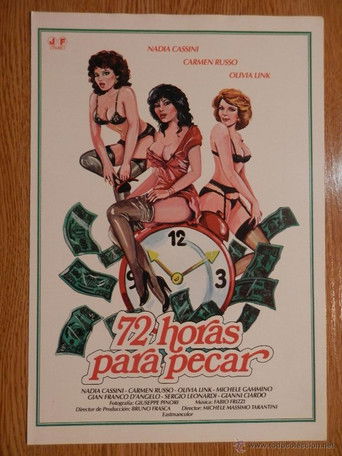 J F
NADIA CASSINI
CARMEN RUSSO
OLIVIA LINK
12
9
3
72 horas
para pecar
NADIA CASSINI - CARMEN RUSSO - OLIVIA LINK - MICHELE GAMMINO
GIAN FRANCO D'ANGELO - SERGIO LEONARDI - GIANNI CIARDO
Fotografía: GIUSEPPE PINORI Música: FABIO FRIZZI
Director de Producción: BRUNO FRASCA Director: MICHELE MASSIMO TARANTINI
Eastmancolor
todocoleccion.net